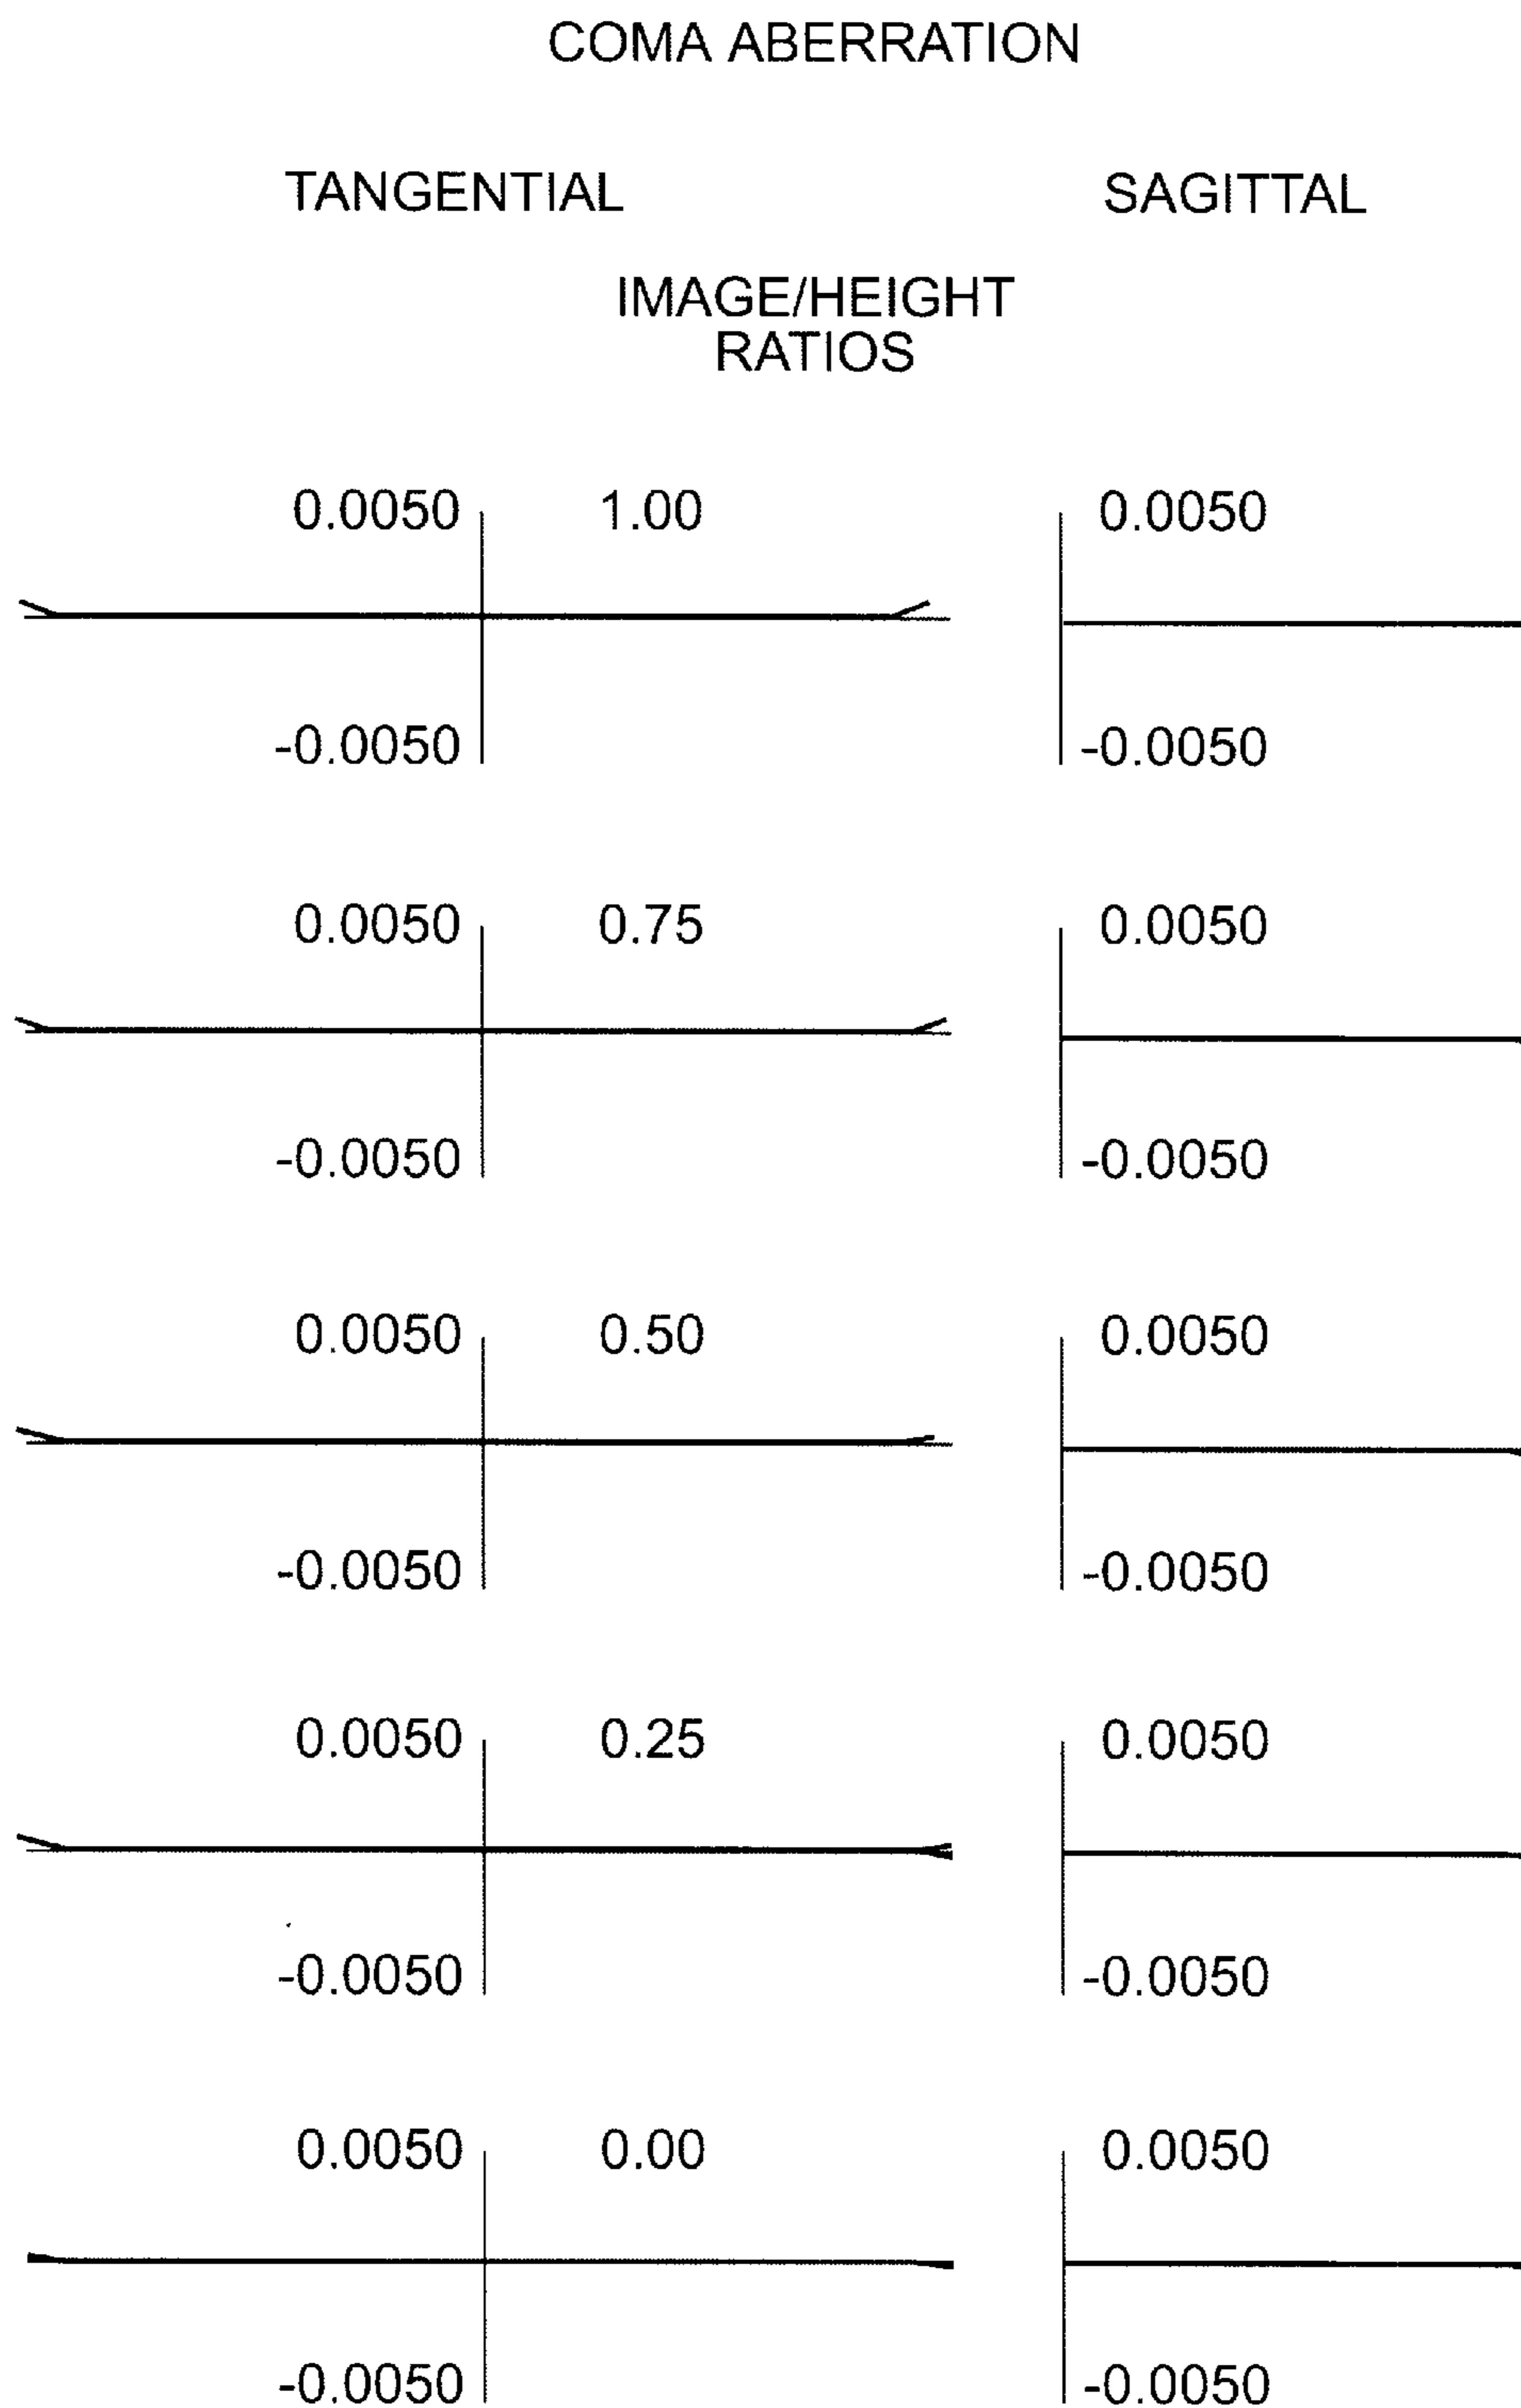 COMA ABERRATION
TANGENTIAL SAGITTAL
IMAGE/HEIGHT
RATIOS
0.0050 1.00 0.0050
-0.0050 -0.0050
0.0050 0.75 0.0050
-0.0050 -0.0050
0.0050 0.50 0.0050
-0.0050 -0.0050
0.0050 0.25 0.0050
-0.0050 -0.0050
0.0050 0.00 0.0050
-0.0050 -0.0050